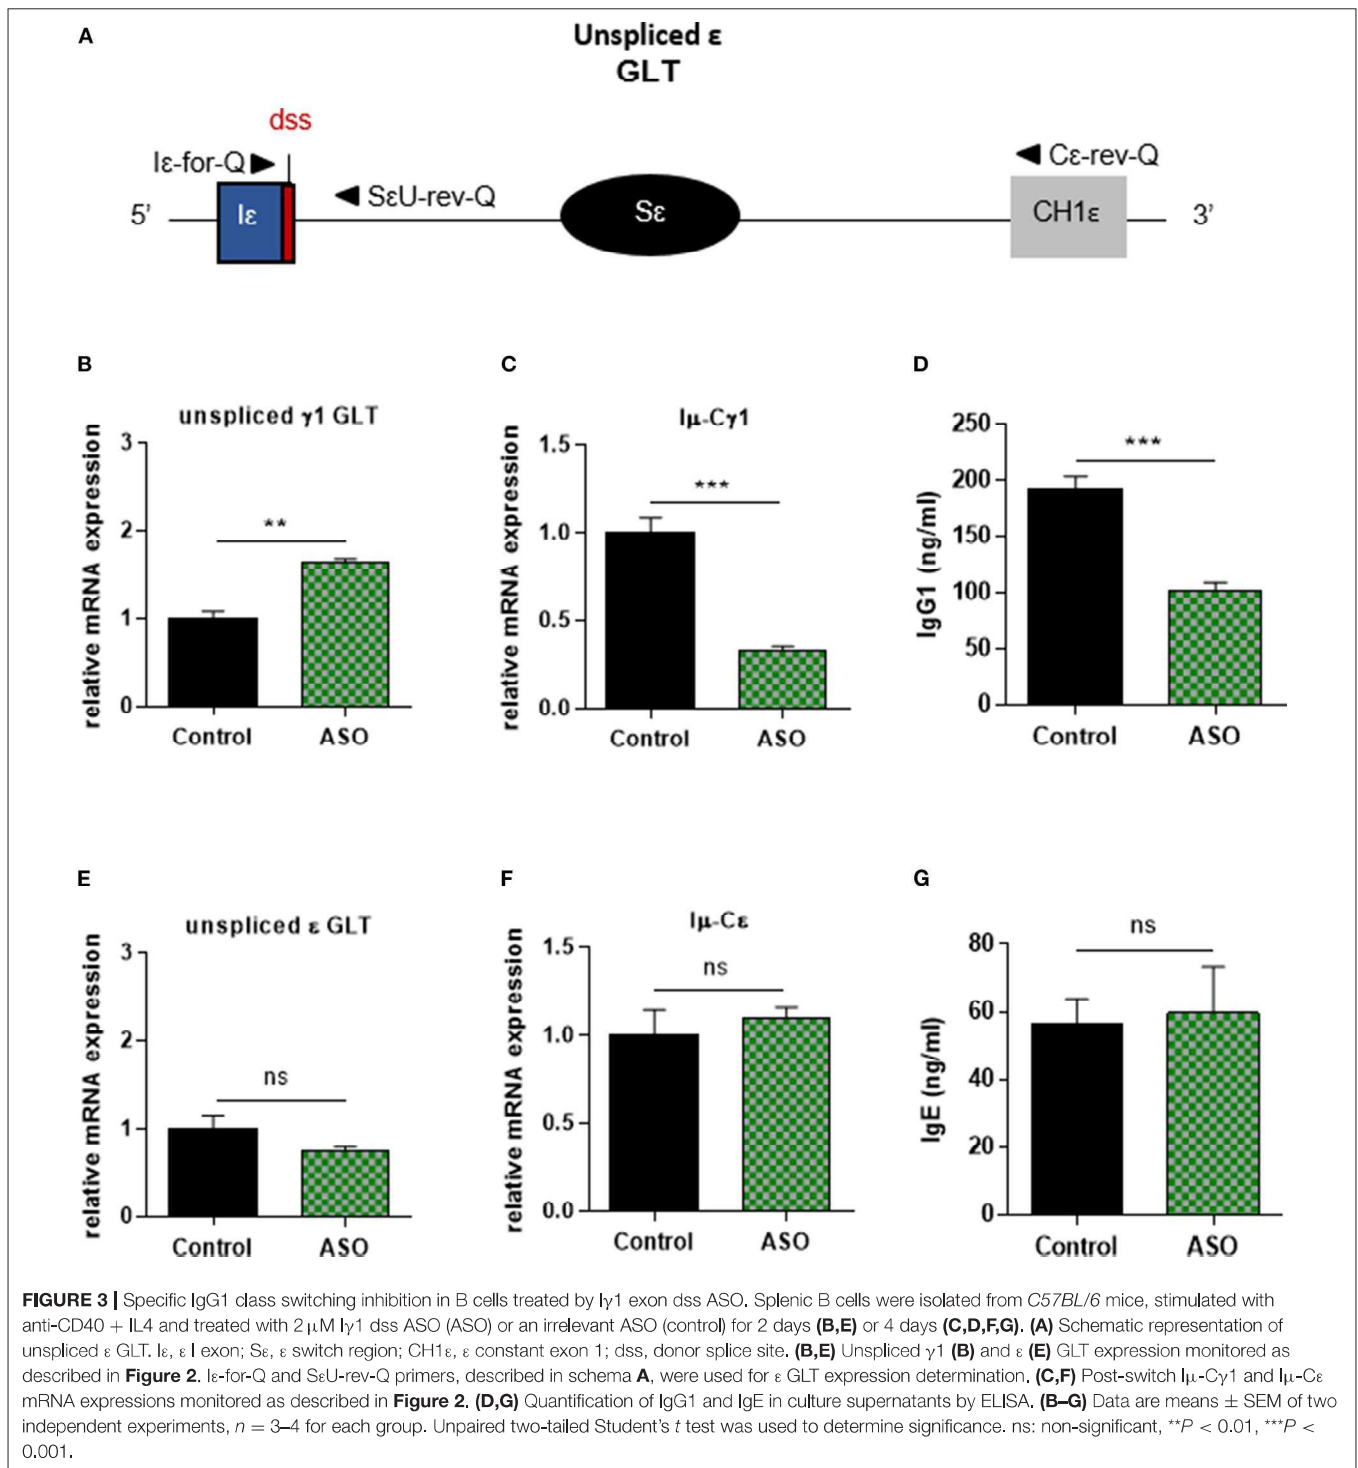 A
Unspliced ε
GLT
dss
Iε-for-Q
Cε-rev-Q
SεU-rev-Q
5’
Iε
Sε
CH1ε
3’
B
unspliced γ1 GLT
relative mRNA expression
3
2
1
0
**
Control
ASO
C
Iμ-Cγ1
relative mRNA expression
1.5
1.0
0.5
0.0
***
Control
ASO
D
IgG1 (ng/ml)
250
200
150
100
50
0
***
Control
ASO
E
unspliced ε GLT
relative mRNA expression
3
2
1
0
ns
Control
ASO
F
Iμ-Cε
relative mRNA expression
1.5
1.0
0.5
0.0
ns
Control
ASO
G
IgE (ng/ml)
80
60
40
20
0
ns
Control
ASO
FIGURE 3 | Specific IgG1 class switching inhibition in B cells treated by Iγ1 exon dss ASO. Splenic B cells were isolated from C57BL/6 mice, stimulated with
anti-CD40 + IL4 and treated with 2 μM Iγ1 dss ASO (ASO) or an irrelevant ASO (control) for 2 days (B,E) or 4 days (C,D,F,G). (A) Schematic representation of
unspliced ε GLT. Iε, ε I exon; Sε, ε switch region; CH1ε, ε constant exon 1; dss, donor splice site. (B,E) Unspliced γ1 (B) and ε (E) GLT expression monitored as
described in Figure 2. Iε-for-Q and SεU-rev-Q primers, described in schema A, were used for ε GLT expression determination. (C,F) Post-switch Iμ-Cγ1 and Iμ-Cε
mRNA expressions monitored as described in Figure 2. (D,G) Quantification of IgG1 and IgE in culture supernatants by ELISA. (B–G) Data are means ± SEM of two
independent experiments, n = 3–4 for each group. Unpaired two-tailed Student’s t test was used to determine significance. ns: non-significant, **P < 0.01, ***P <
0.001.